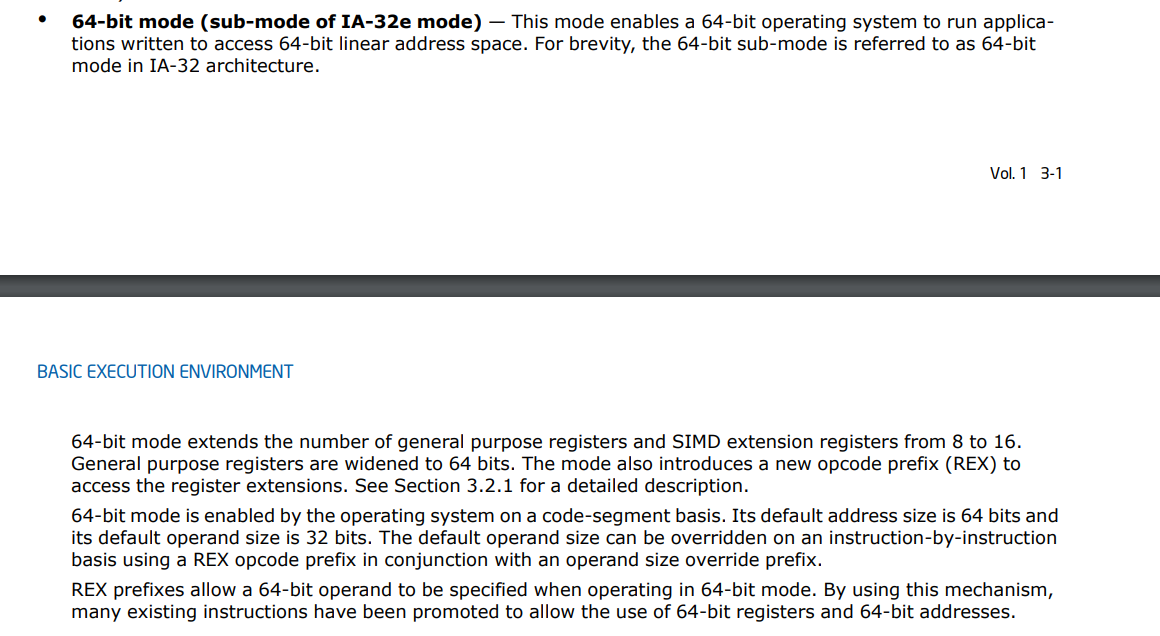 • 64-bit mode (sub-mode of IA-32e mode) — This mode enables a 64-bit operating system to run applica-
tions written to access 64-bit linear address space. For brevity, the 64-bit sub-mode is referred to as 64-bit
mode in IA-32 architecture.
Vol. 1 3-1
BASIC EXECUTION ENVIRONMENT
64-bit mode extends the number of general purpose registers and SIMD extension registers from 8 to 16.
General purpose registers are widened to 64 bits. The mode also introduces a new opcode prefix (REX) to
access the register extensions. See Section 3.2.1 for a detailed description.
64-bit mode is enabled by the operating system on a code-segment basis. Its default address size is 64 bits and
its default operand size is 32 bits. The default operand size can be overridden on an instruction-by-instruction
basis using a REX opcode prefix in conjunction with an operand size override prefix.
REX prefixes allow a 64-bit operand to be specified when operating in 64-bit mode. By using this mechanism,
many existing instructions have been promoted to allow the use of 64-bit registers and 64-bit addresses.